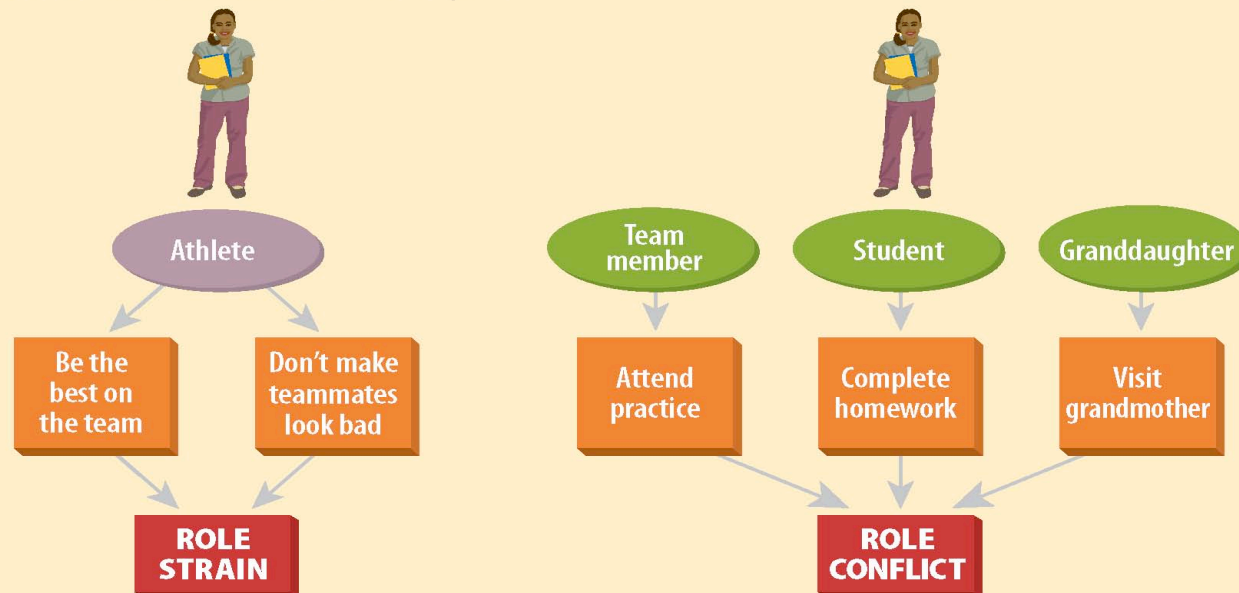 Athlete
Be the
best on
the team
Don't make
teammates
look bad
ROLE
STRAIN
Team
member
Student
Granddaughter
Attend
practice
Complete
homework
Visit
grandmother
ROLE
CONFLICT